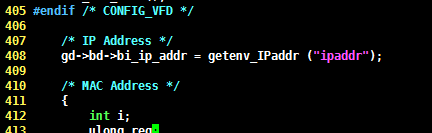 405 #endif /* CONFIG_VFD */
406
407 /* IP Address */
408 gd->bd->bi_ip_addr = getenv_IPaddr ("ipaddr");
409
410 /* MAC Address */
411 {
412 int i;
413 ulong reg